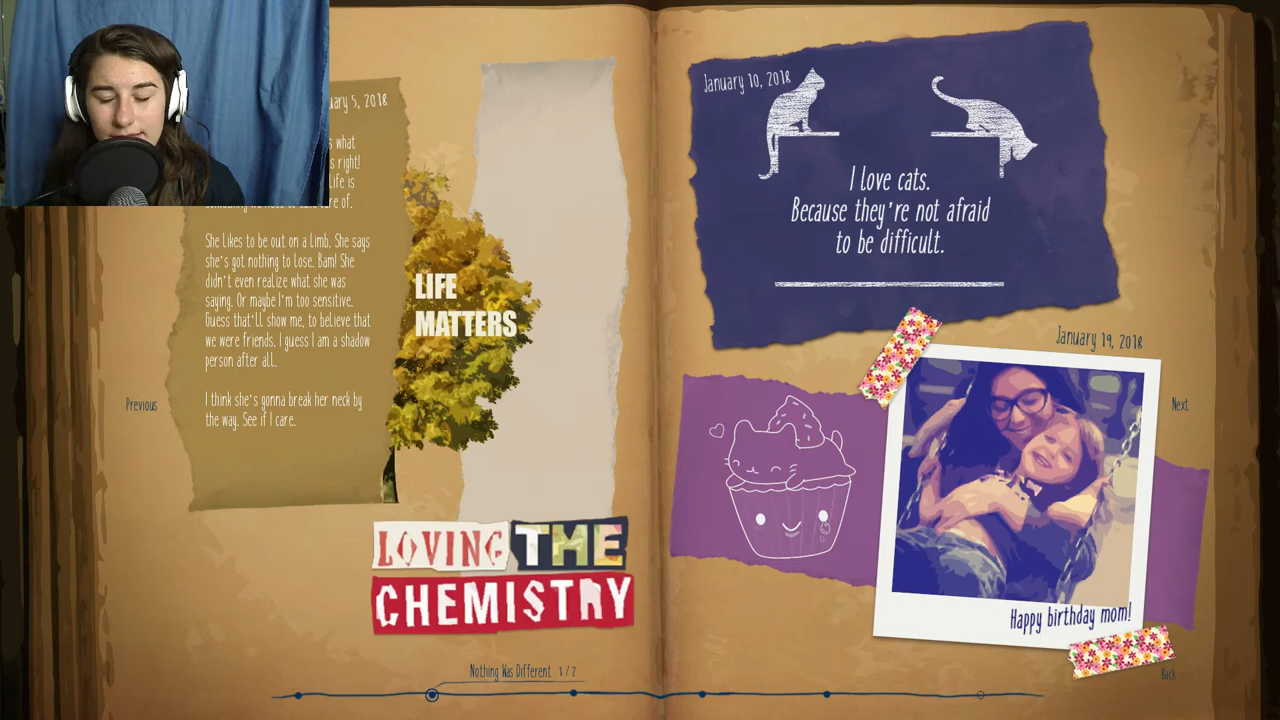 uary 5, 2018
s what
s right!
Life is
of.
She likes to be out on a limb. She says
she's got nothing to lose. Bam! She
didn't even realize what she was
saying. Or maybe I'm too sensitive.
Guess that'll show me, to believe that
we were friends. I guess I am a shadow
person after all.
I think she's gonna break her neck by
the way. See if I care.
LIFE
MATTERS
LOVING THE
CHEMISTRY
Previous
January 10, 2018
I love cats.
Because they're not afraid
to be difficult.
January 19, 2018
Happy birthday mom!
Next
Back
Nothing Was Different 1/2